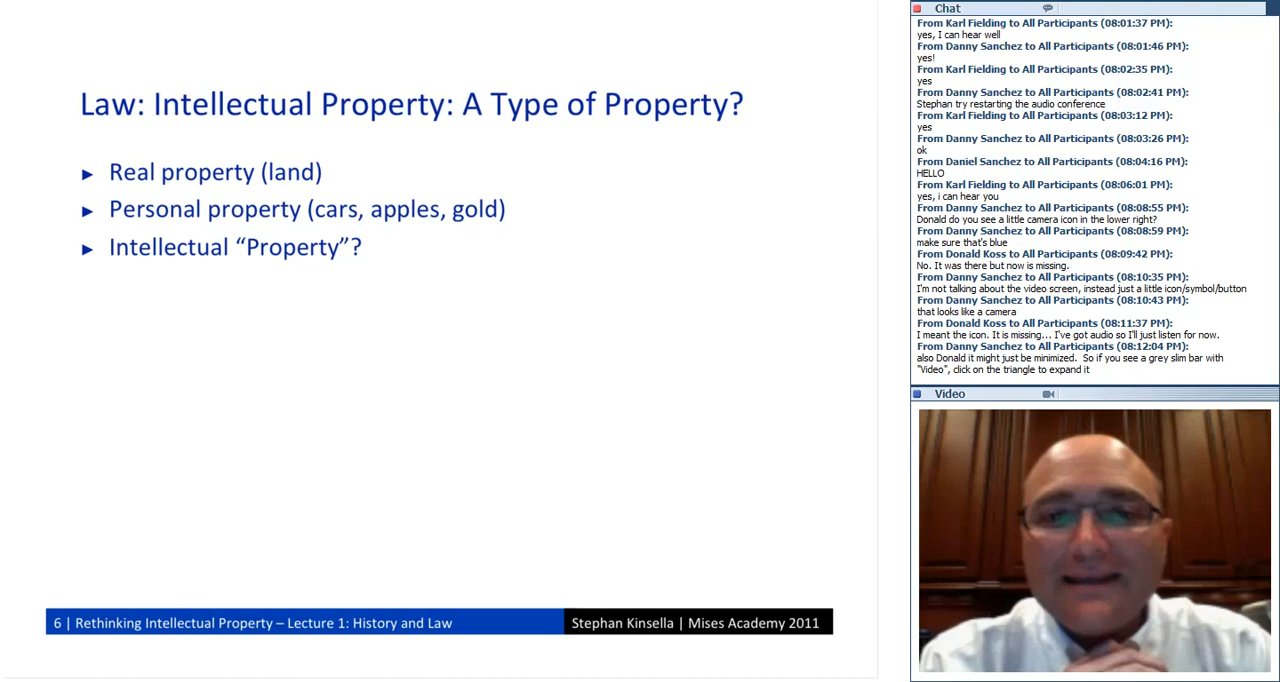 Law: Intellectual Property: A Type of Property?
► Real property (land)
► Personal property (cars, apples, gold)
► Intellectual “Property”?
6 | Rethinking Intellectual Property – Lecture 1: History and Law
Stephan Kinsella | Mises Academy 2011
Chat
From Karl Fielding to All Participants (08:01:37 PM):
yes, I can hear well
From Danny Sanchez to All Participants (08:01:46 PM):
yes!
From Karl Fielding to All Participants (08:02:35 PM):
yes
From Danny Sanchez to All Participants (08:02:41 PM):
Stephan try restarting the audio conference
From Karl Fielding to All Participants (08:03:12 PM):
yes
From Danny Sanchez to All Participants (08:03:26 PM):
ok
From Daniel Sanchez to All Participants (08:04:16 PM):
HELLO
From Karl Fielding to All Participants (08:06:01 PM):
yes, i can hear you
From Danny Sanchez to All Participants (08:08:55 PM):
Donald do you see a little camera icon in the lower right?
From Danny Sanchez to All Participants (08:08:59 PM):
make sure that's blue
From Donald Koss to All Participants (08:09:42 PM):
No. It was there but now is missing.
From Danny Sanchez to All Participants (08:10:35 PM):
I'm not talking about the video screen, instead just a little icon/symbol/button
From Danny Sanchez to All Participants (08:10:43 PM):
that looks like a camera
From Donald Koss to All Participants (08:11:37 PM):
I meant the icon. It is missing... I've got audio so I'll just listen for now.
From Danny Sanchez to All Participants (08:12:04 PM):
also Donald it might just be minimized.  So if you see a grey slim bar with
"Video", click on the triangle to expand it
Video